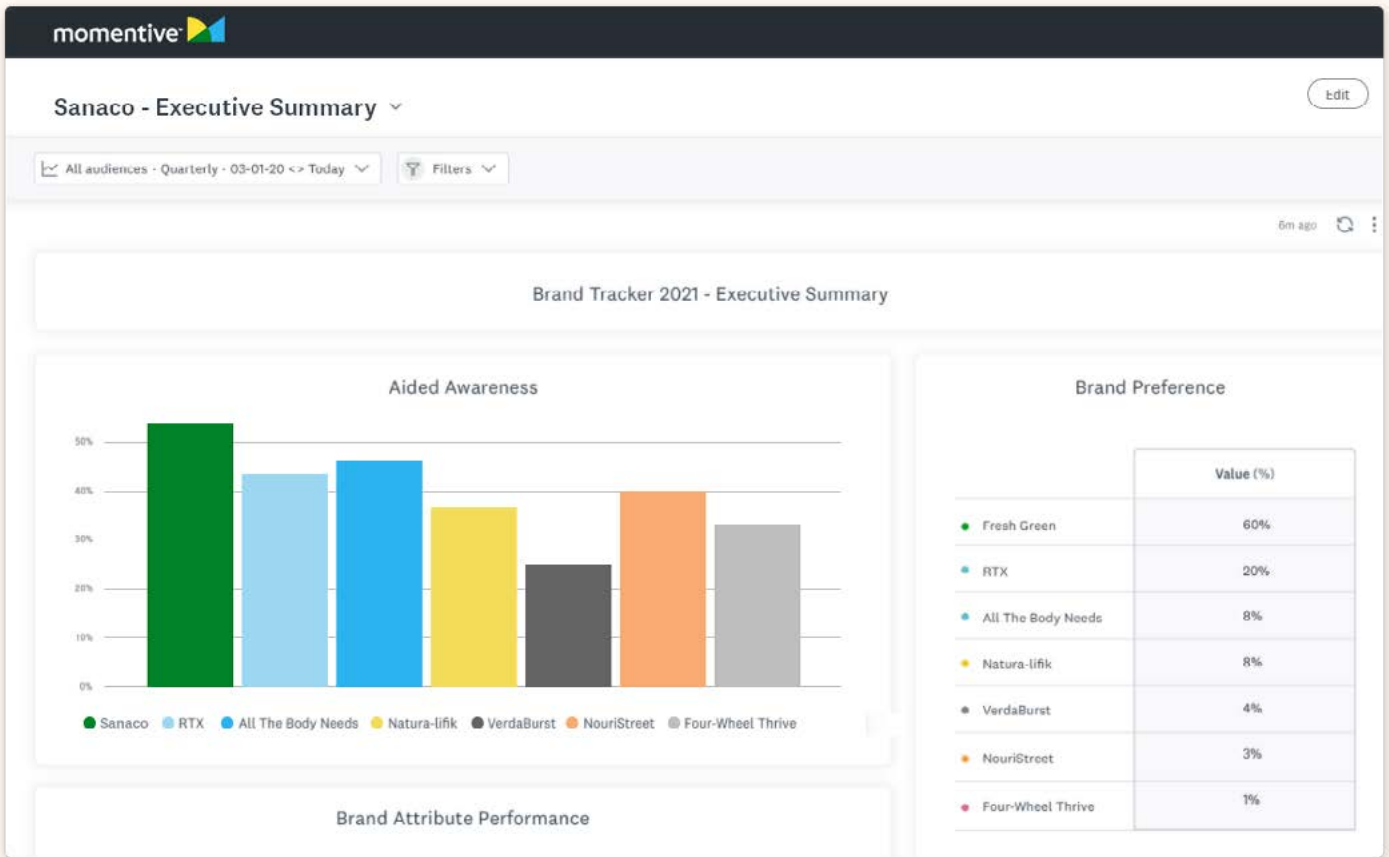 momentive
Sanaco - Executive Summary
Edit
All audiences - Quarterly - 03-01-20 <> Today
Filters
6m ago
Brand Tracker 2021 - Executive Summary
Aided Awareness
50%
40%
30%
20%
10%
0%
Sanaco RTX All The Body Needs Natura-lifik VerdaBurst NouriStreet Four-Wheel Thrive
Brand Preference
Value (%)
Fresh Green 60%
RTX 20%
All The Body Needs 8%
Natura-lifik 8%
VerdaBurst 4%
NouriStreet 3%
Four-Wheel Thrive 1%
Brand Attribute Performance